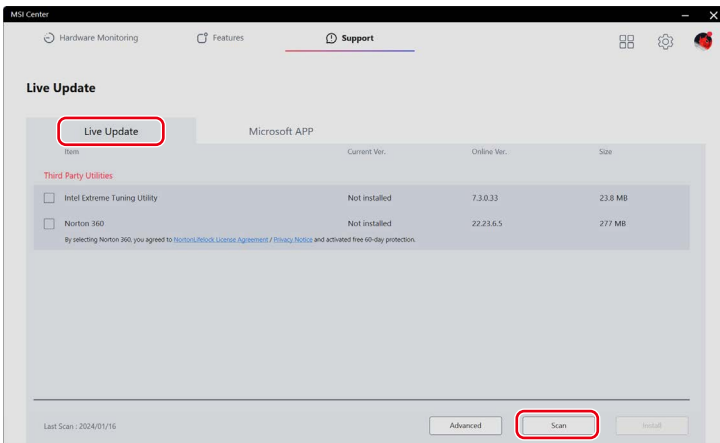 MSI Center
Hardware Monitoring Features Support
Live Update
Live Update Microsoft APP
Item Current Ver. Online Ver. Size
Third Party Utilities
Intel Extreme Tuning Utility Not installed 7.3.0.33 23.8 MB
Norton 360 Not installed 22.23.6.5 277 MB
By selecting Norton 360, you agreed to NortonLifelock License Agreement / Privacy Notice and activated free 60-day protection.
Last Scan : 2024/01/16 Advanced Scan Install